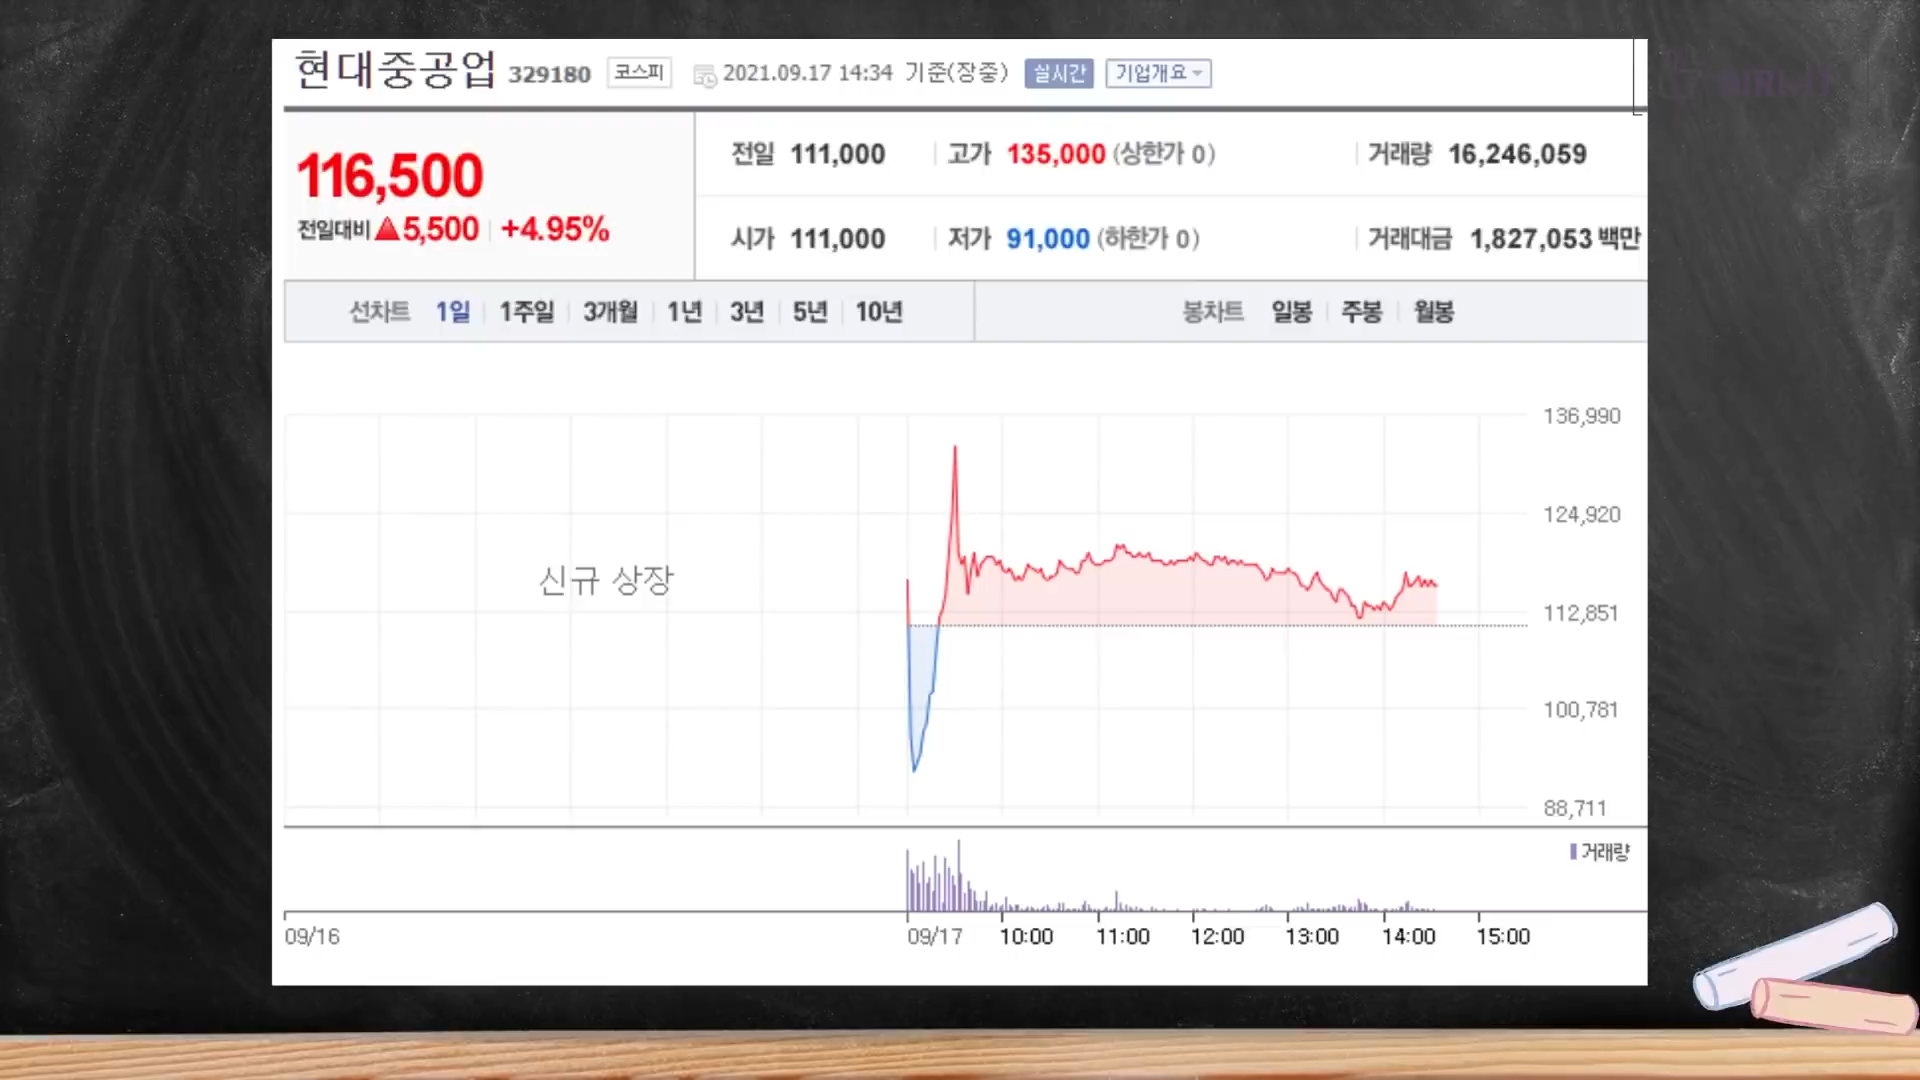 현대중공업 329180 코스피 2021.09.17 14:34 기준(장중) 실시간 기업개요
116,500
전일대비 ▲5,500 +4.95%
전일 111,000 고가 135,000 (상한가 0) 거래량 16,246,059
시가 111,000 저가 91,000 (하한가 0) 거래대금 1,827,053 백만
선차트 1일 1주일 3개월 1년 3년 5년 10년 봉차트 일봉 주봉 월봉
136,990
124,920
신규 상장
112,851
100,781
88,711
거래량
09/16 09/17 10:00 11:00 12:00 13:00 14:00 15:00